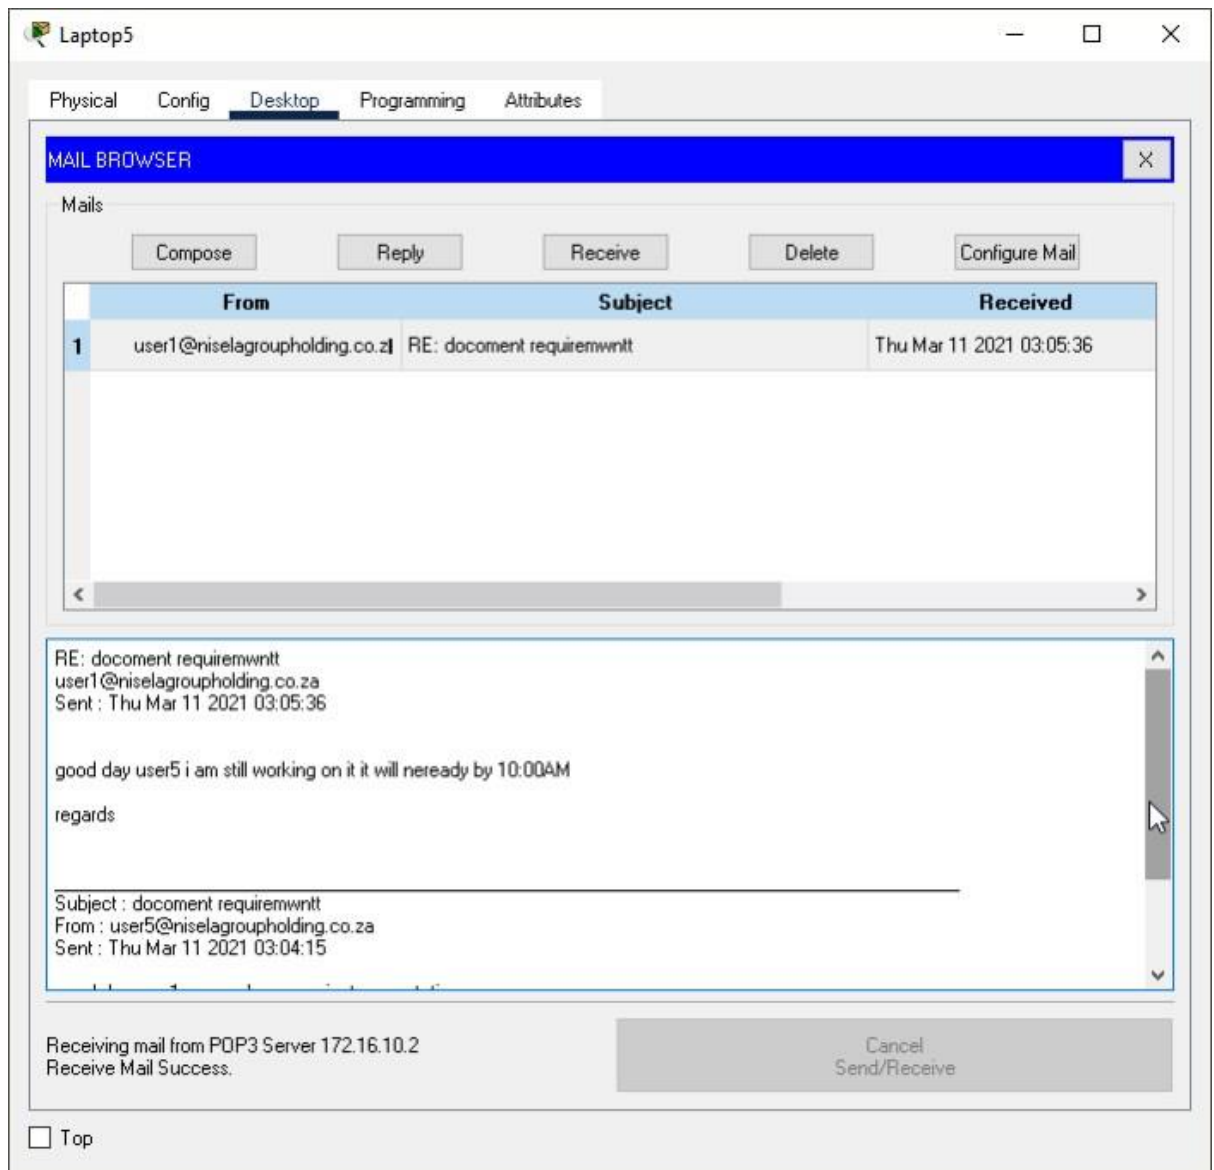 Laptop5
Physical Config Desktop Programming Attributes
MAIL BROWSER X
Mails
Compose Reply Receive Delete Configure Mail
From Subject Received
1 user1@niselagroupholding.co.z RE: docoment requiremwntt Thu Mar 11 2021 03:05:36
RE: docoment requiremwntt
user1@niselagroupholding.co.za
Sent : Thu Mar 11 2021 03:05:36
good day user5 i am still working on it it will neready by 10:00AM
regards
Subject : docoment requiremwntt
From : user5@niselagroupholding.co.za
Sent : Thu Mar 11 2021 03:04:15
Receiving mail from POP3 Server 172.16.10.2
Receive Mail Success.
Cancel
Send/Receive
Top